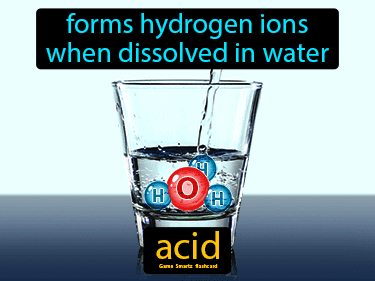 forms hydrogen ions
when dissolved in water
H
H O H
acid
Game Smartz flashcard